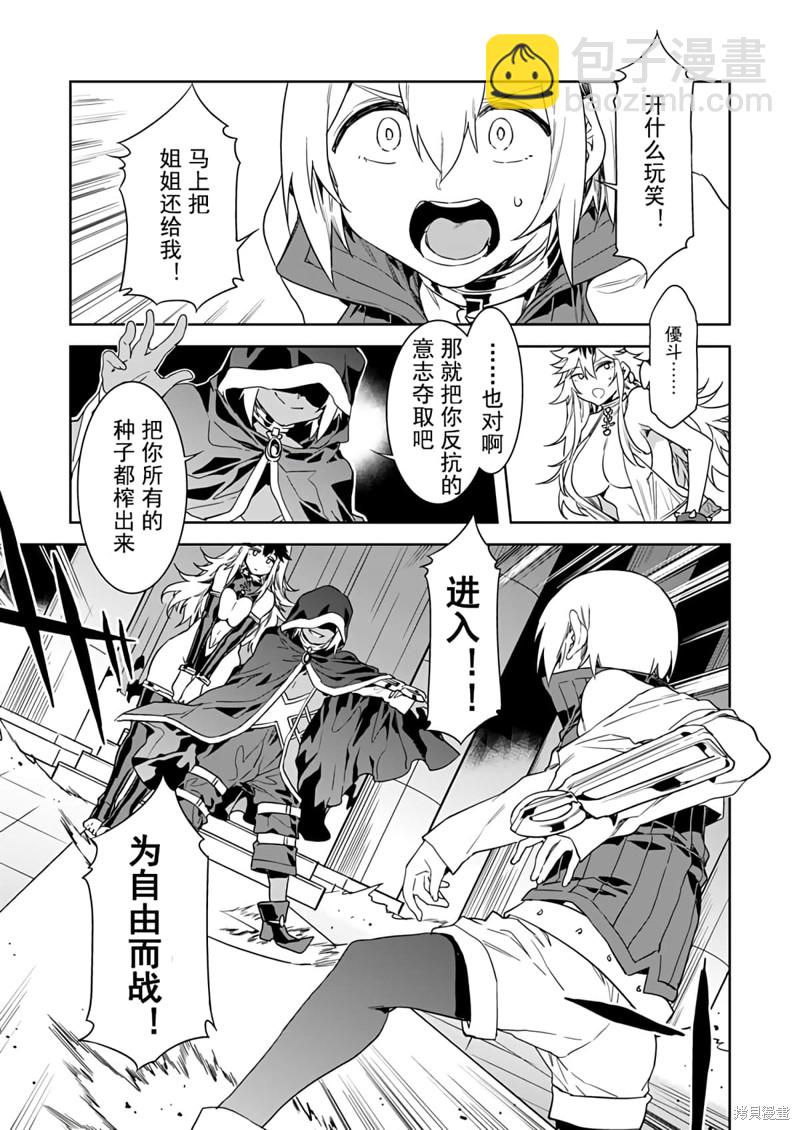 包子漫畫
baozimh.com
开什么玩笑！
马上把
姐姐还给我！
優斗……
……也对啊
那就把你反抗的
意志夺取吧
把你所有的
种子都榨出来
进入！！
为自由而战！
拷貝漫畫